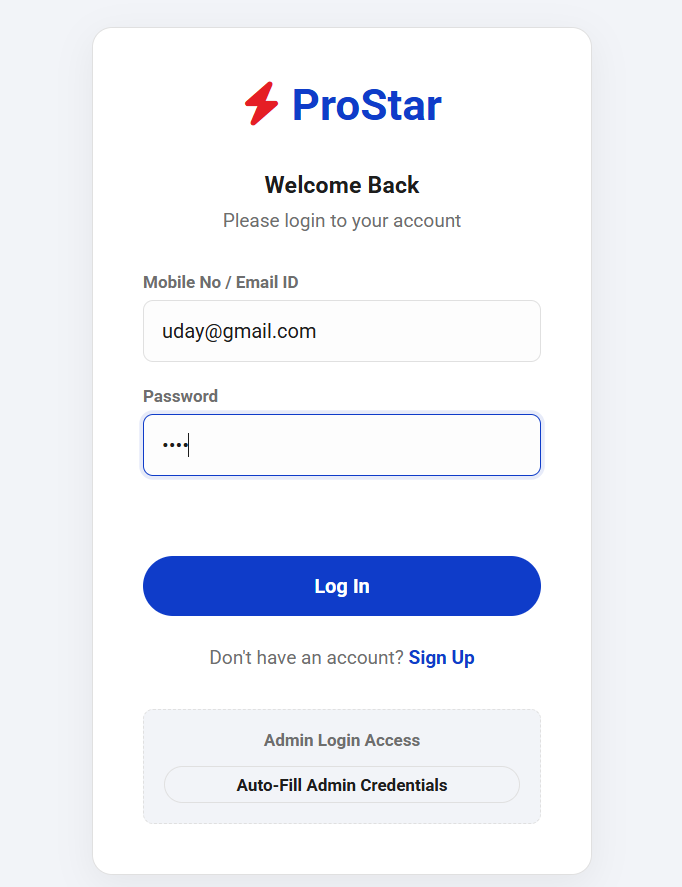 ProStar
Welcome Back
Please login to your account
Mobile No / Email ID
uday@gmail.com
Password
••••
Log In
Don't have an account? Sign Up
Admin Login Access
Auto-Fill Admin Credentials